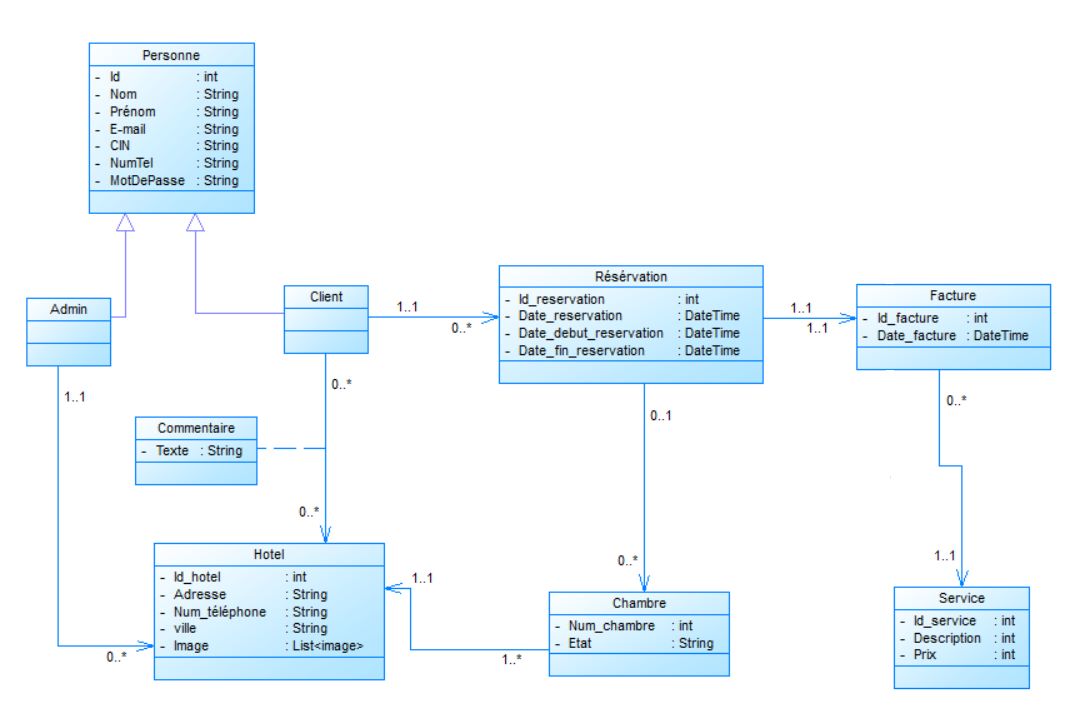 Personne
- Id : int
- Nom : String
- Prénom : String
- E-mail : String
- CIN : String
- NumTel : String
- MotDePasse : String
Admin
Client
1..1
0..*
Résérvation
- Id_reservation : int
- Date_reservation : DateTime
- Date_debut_reservation : DateTime
- Date_fin_reservation : DateTime
1..1
1..1
Facture
- Id_facture : int
- Date_facture : DateTime
1..1
0..*
0..1
0..*
Commentaire
- Texte : String
0..*
0..*
1..1
Hotel
- Id_hotel : int
- Adresse : String
- Num_téléphone : String
- ville : String
- Image : List<image>
0..*
1..1
1..*
Chambre
- Num_chambre : int
- Etat : String
Service
- Id_service : int
- Description : int
- Prix : int